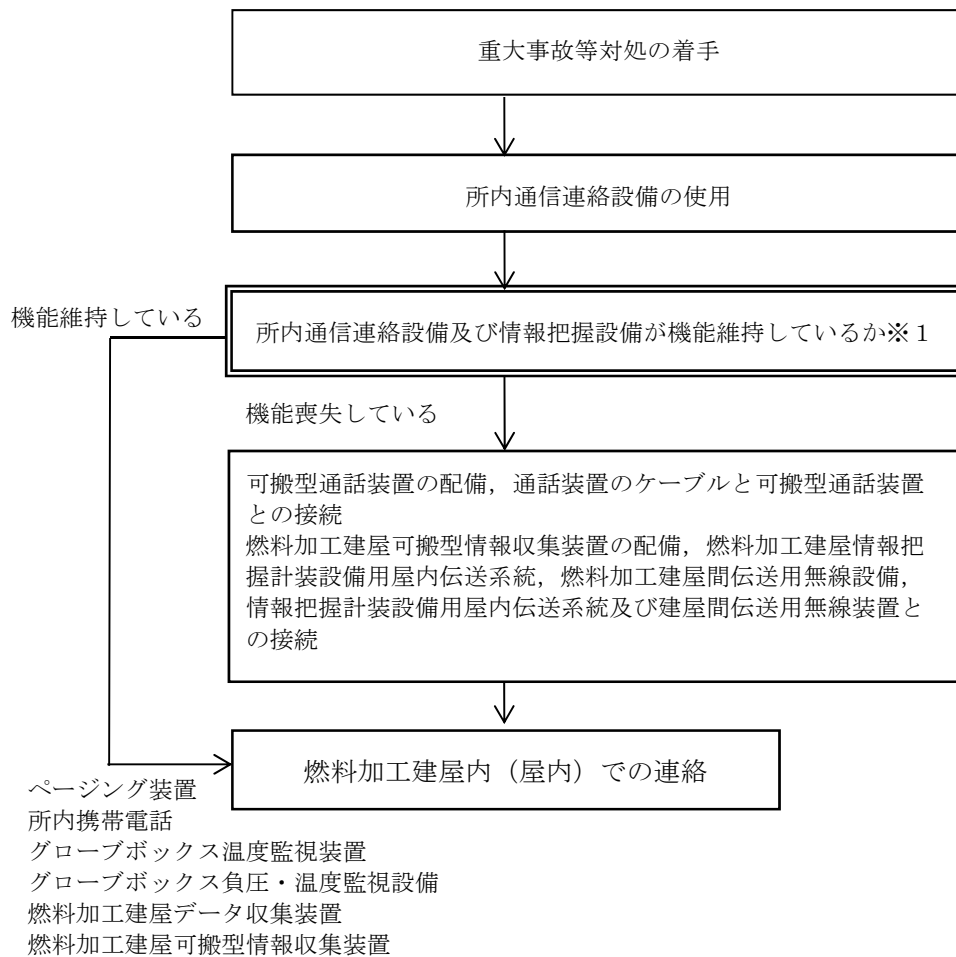 重大事故等対処の着手
所内通信連絡設備の使用
機能維持している
所内通信連絡設備及び情報把握設備が機能維持しているか※１
機能喪失している
可搬型通話装置の配備，通話装置のケーブルと可搬型通話装置
との接続
燃料加工建屋可搬型情報収集装置の配備，燃料加工建屋情報把
握計装設備用屋内伝送系統，燃料加工建屋間伝送用無線設備，
情報把握計装設備用屋内伝送系統及び建屋間伝送用無線装置と
の接続
燃料加工建屋内（屋内）での連絡
ページング装置
所内携帯電話
グローブボックス温度監視装置
グローブボックス負圧・温度監視設備
燃料加工建屋データ収集装置
燃料加工建屋可搬型情報収集装置